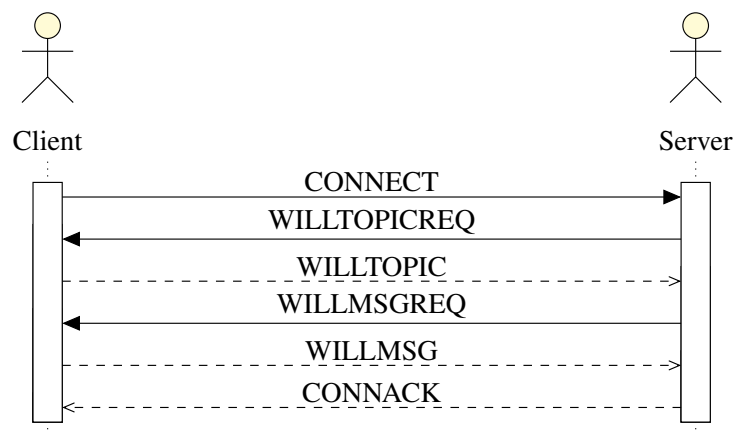 Client
Server
CONNECT
WILLTOPICREQ
WILLTOPIC
WILLMSGREQ
WILLMSG
CONNACK